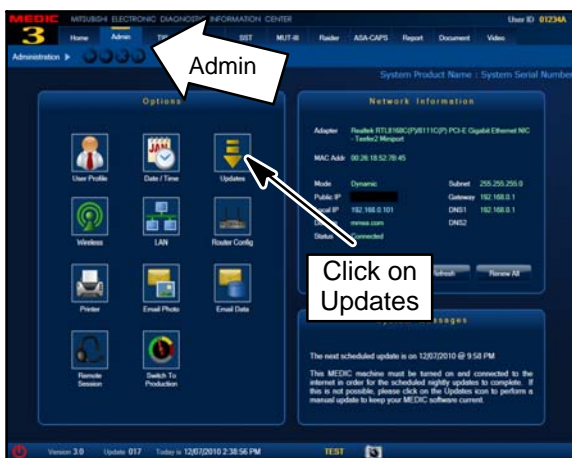 MEDIC MITSUBISHI ELECTRONIC DIAGNOSTIC INFORMATION CENTER User ID 01234A
3 Home Admin SST MUT-III Raider ASA-CAPS Report Document Video
Administration
Admin
System Product Name : System Serial Number
Options
Network Information
Adapter Realtek RTL8168C(P)/8111C(P) PCI-E Gigabit Ethernet NIC
- Teefer2 Miniport
MAC Addr 00:26:18:52:7B:45
User Profile Date / Time Updates
Mode Dynamic Subnet 255.255.255.0
Public IP Gateway 192.168.0.1
Local IP 192.168.0.101 DNS1 192.168.0.1
mmsa.com DNS2
Status Connected
Wireless LAN Router Config
Click on
Updates
Refresh Renew All
Printer Email Photo Email Data
The next scheduled update is on 12/07/2010 @ 9:58 PM
This MEDIC machine must be turned on and connected to the
internet in order for the scheduled nightly updates to complete. If
this is not possible, please click on the Updates icon to perform a
manual update to keep your MEDIC software current.
Remote
Session
Switch To
Production
Version 3.0 Update 017 Today is 12/07/2010 2:38:56 PM TEST